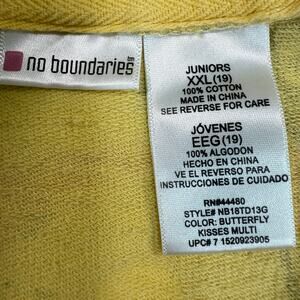 no boundaries
JUNIORS
XXL (19)
100% COTTON
MADE IN CHINA
SEE REVERSE FOR CARE
JÓVENES
EEG (19)
100% ALGODON
HECHO EN CHINA
VE EL REVERSO PARA
INSTRUCCIONES DE CUIDADO
RN#44480
STYLE# NB18TD13G
COLOR: BUTTERFLY
KISSES MULTI
UPC# 7 1520923905